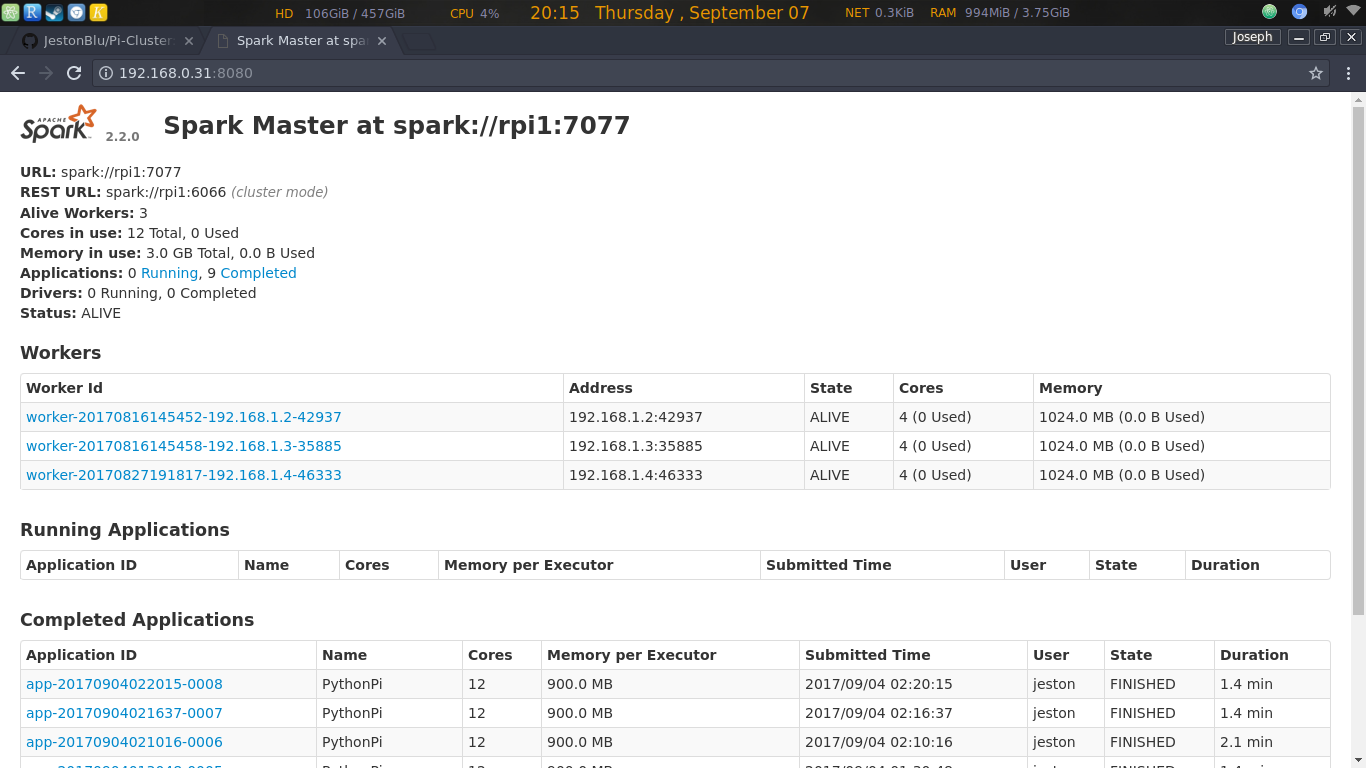 HD 106GiB / 457GiB CPU 4% 20:15 Thursday , September 07 NET 0.3KiB RAM 994MiB / 3.75GiB
JestonBlu/Pi-Cluster Spark Master at spa Joseph
192.168.0.31:8080
APACHE Spark 2.2.0 Spark Master at spark://rpi1:7077
URL: spark://rpi1:7077
REST URL: spark://rpi1:6066 (cluster mode)
Alive Workers: 3
Cores in use: 12 Total, 0 Used
Memory in use: 3.0 GB Total, 0.0 B Used
Applications: 0 Running, 9 Completed
Drivers: 0 Running, 0 Completed
Status: ALIVE
Workers
Worker Id Address State Cores Memory
worker-20170816145452-192.168.1.2-42937 192.168.1.2:42937 ALIVE 4 (0 Used) 1024.0 MB (0.0 B Used)
worker-20170816145458-192.168.1.3-35885 192.168.1.3:35885 ALIVE 4 (0 Used) 1024.0 MB (0.0 B Used)
worker-20170827191817-192.168.1.4-46333 192.168.1.4:46333 ALIVE 4 (0 Used) 1024.0 MB (0.0 B Used)
Running Applications
Application ID Name Cores Memory per Executor Submitted Time User State Duration
Completed Applications
Application ID Name Cores Memory per Executor Submitted Time User State Duration
app-20170904022015-0008 PythonPi 12 900.0 MB 2017/09/04 02:20:15 jeston FINISHED 1.4 min
app-20170904021637-0007 PythonPi 12 900.0 MB 2017/09/04 02:16:37 jeston FINISHED 1.4 min
app-20170904021016-0006 PythonPi 12 900.0 MB 2017/09/04 02:10:16 jeston FINISHED 2.1 min